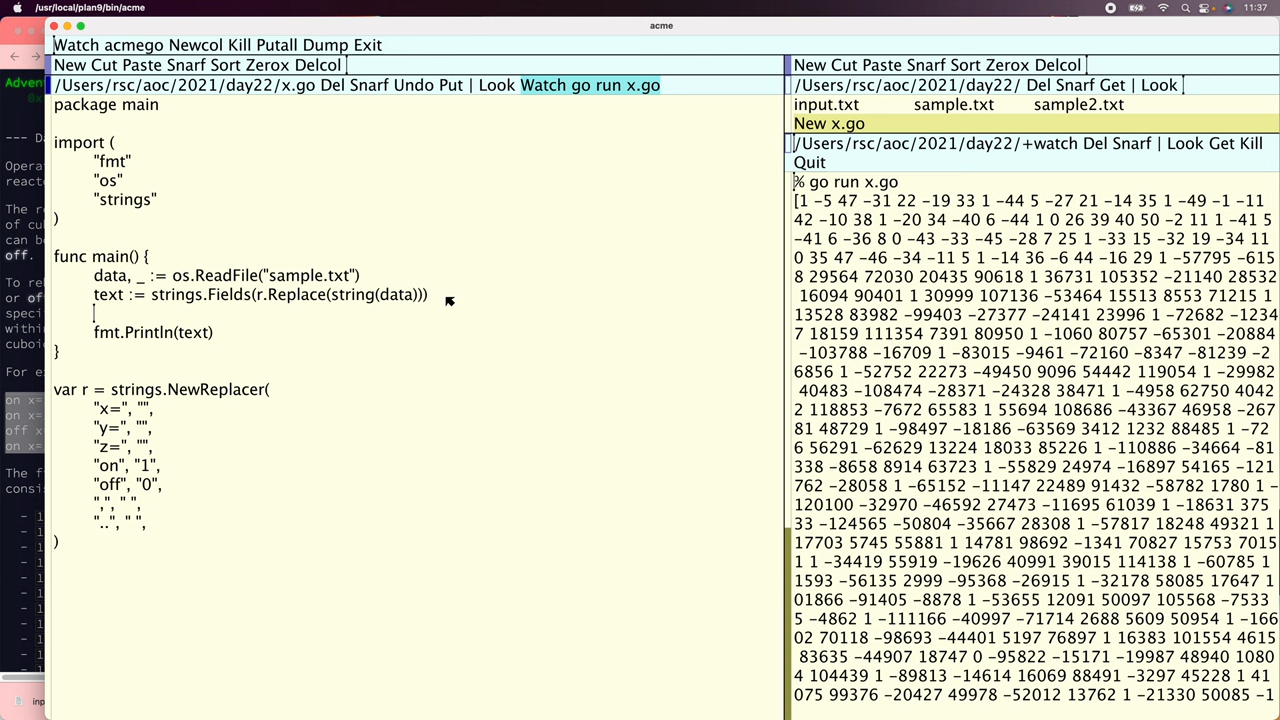 /usr/local/plan9/bin/acme
11:37
acme
Watch acmego Newcol Kill Putall Dump Exit
New Cut Paste Snarf Sort Zerox Delcol
/Users/rsc/aoc/2021/day22/x.go Del Snarf Undo Put | Look Watch go run x.go
package main
import (
"fmt"
"os"
"strings"
)
func main() {
data, _ := os.ReadFile("sample.txt")
text := strings.Fields(r.Replace(string(data)))
fmt.Println(text)
}
var r = strings.NewReplacer(
"x=", "",
"y=", "",
"z=", "",
"on", "1",
"off", "0",
",", " ",
"..", " ",
)
New Cut Paste Snarf Sort Zerox Delcol
/Users/rsc/aoc/2021/day22/ Del Snarf Get | Look
input.txt sample.txt sample2.txt
New x.go
/Users/rsc/aoc/2021/day22/+watch Del Snarf | Look Get Kill
Quit
% go run x.go
[1 -5 47 -31 22 -19 33 1 -44 5 -27 21 -14 35 1 -49 -1 -11
42 -10 38 1 -20 34 -40 6 -44 1 0 26 39 40 50 -2 11 1 -41 5
-41 6 -36 8 0 -43 -33 -45 -28 7 25 1 -33 15 -32 19 -34 11
0 35 47 -46 -34 -11 5 1 -14 36 -6 44 -16 29 1 -57795 -615
8 29564 72030 20435 90618 1 36731 105352 -21140 28532
16094 90401 1 30999 107136 -53464 15513 8553 71215 1
13528 83982 -99403 -27377 -24141 23996 1 -72682 -1234
7 18159 111354 7391 80950 1 -1060 80757 -65301 -20884
-103788 -16709 1 -83015 -9461 -72160 -8347 -81239 -2
6856 1 -52752 22273 -49450 9096 54442 119054 1 -29982
40483 -108474 -28371 -24328 38471 1 -4958 62750 4042
2 118853 -7672 65583 1 55694 108686 -43367 46958 -267
81 48729 1 -98497 -18186 -63569 3412 1232 88485 1 -72
6 56291 -62629 13224 18033 85226 1 -110886 -34664 -81
338 -8658 8914 63723 1 -55829 24974 -16897 54165 -121
762 -28058 1 -65152 -11147 22489 91432 -58782 1780 1 -
120100 -32970 -46592 27473 -11695 61039 1 -18631 375
33 -124565 -50804 -35667 28308 1 -57817 18248 49321 1
17703 5745 55881 1 14781 98692 -1341 70827 15753 7015
1 1 -34419 55919 -19626 40991 39015 114138 1 -60785 1
1593 -56135 2999 -95368 -26915 1 -32178 58085 17647 1
01866 -91405 -8878 1 -53655 12091 50097 105568 -7533
5 -4862 1 -111166 -40997 -71714 2688 5609 50954 1 -166
02 70118 -98693 -44401 5197 76897 1 16383 101554 4615
83635 -44907 18747 0 -95822 -15171 -19987 48940 1080
4 104439 1 -89813 -14614 16069 88491 -3297 45228 1 41
075 99376 -20427 49978 -52012 13762 1 -21330 50085 -1